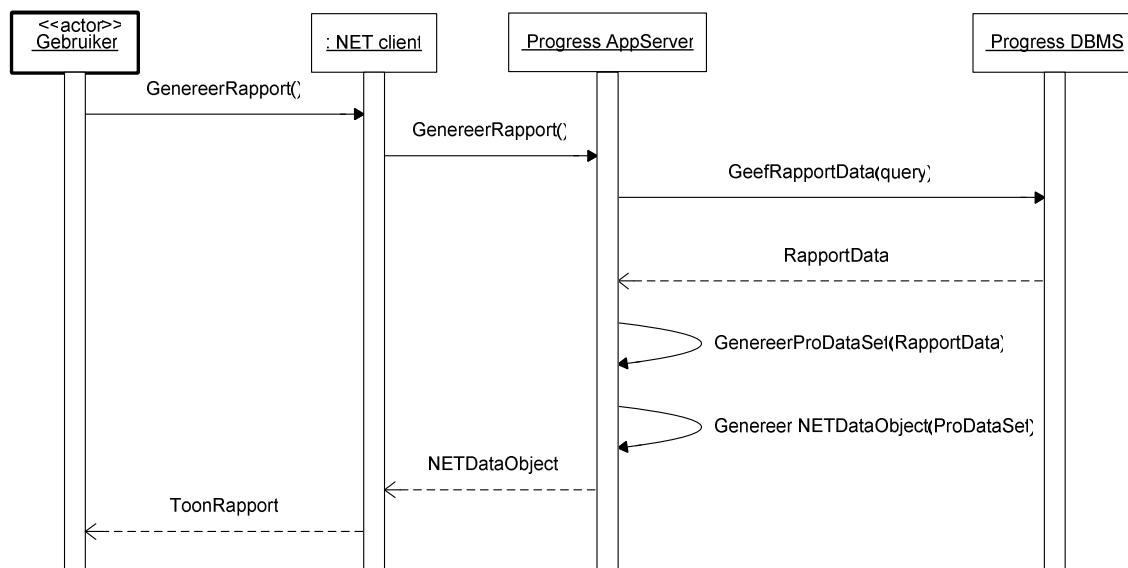 <<actor>>
Gebruiker
: NET client
Progress AppServer
Progress DBMS
GenereerRapport()
GenereerRapport()
GeefRapportData(query)
RapportData
GenereerProDataSet(RapportData)
Genereer NETDataObject(ProDataSet)
NETDataObject
ToonRapport